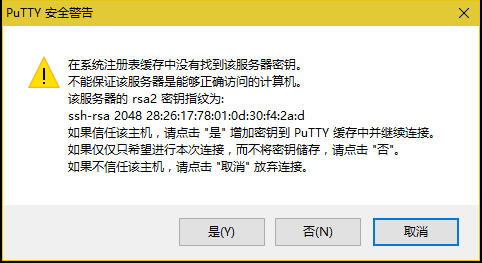 PuTTY 安全警告
在系统注册表缓存中没有找到该服务器密钥。
不能保证该服务器是能够正确访问的计算机。
该服务器的 rsa2 密钥指纹为:
ssh-rsa 2048 28:26:17:78:01:0d:30:f4:2a:d
如果信任该主机，请点击 "是" 增加密钥到 PuTTY 缓存中并继续连接。
如果仅仅只希望进行本次连接，而不将密钥储存，请点击 "否"。
如果不信任该主机，请点击 "取消" 放弃连接。
是(Y)
否(N)
取消